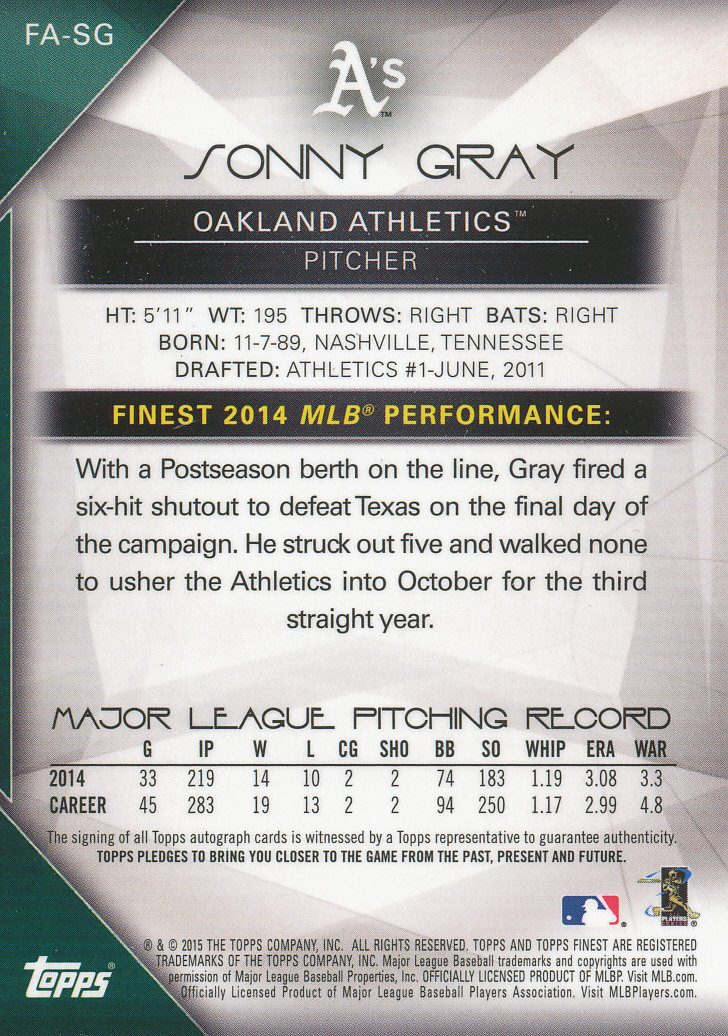 FA-SG
A's™
SONNY GRAY
OAKLAND ATHLETICS™
PITCHER
HT: 5'11" WT: 195 THROWS: RIGHT BATS: RIGHT
BORN: 11-7-89, NASHVILLE, TENNESSEE
DRAFTED: ATHLETICS #1-JUNE, 2011
FINEST 2014 MLB® PERFORMANCE:
With a Postseason berth on the line, Gray fired a
six-hit shutout to defeat Texas on the final day of
the campaign. He struck out five and walked none
to usher the Athletics into October for the third
straight year.
MAJOR LEAGUE PITCHING RECORD
G IP W L CG SHO BB SO WHIP ERA WAR
2014 33 219 14 10 2 2 74 183 1.19 3.08 3.3
CAREER 45 283 19 13 2 2 94 250 1.17 2.99 4.8
The signing of all Topps autograph cards is witnessed by a Topps representative to guarantee authenticity.
TOPPS PLEDGES TO BRING YOU CLOSER TO THE GAME FROM THE PAST, PRESENT AND FUTURE.
PLAYERS
CHOICE
® & © 2015 THE TOPPS COMPANY, INC. ALL RIGHTS RESERVED. TOPPS AND TOPPS FINEST ARE REGISTERED
TRADEMARKS OF THE TOPPS COMPANY, INC. Major League Baseball trademarks and copyrights are used with
permission of Major League Baseball Properties, Inc. OFFICIALLY LICENSED PRODUCT OF MLBP. Visit MLB.com.
Officially Licensed Product of Major League Baseball Players Association. Visit MLBPlayers.com.
Topps®